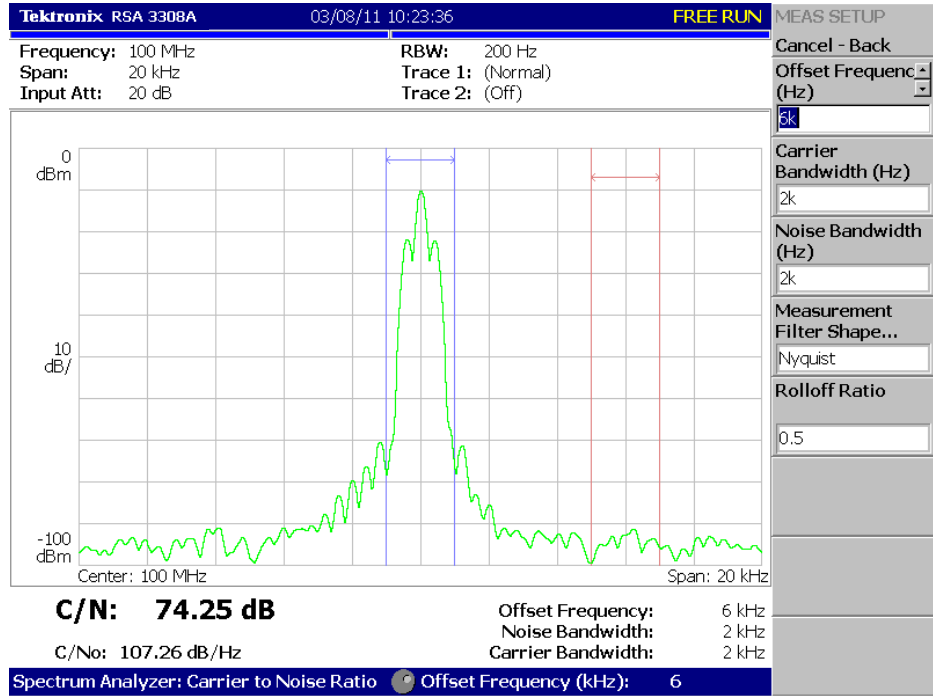 Tektronix RSA 3308A 03/08/11 10:23:36 FREE RUN
Frequency: 100 MHz RBW: 200 Hz
Span: 20 kHz Trace 1: (Normal)
Input Att: 20 dB Trace 2: (Off)
0
dBm
10
dB/
-100
dBm
Center: 100 MHz Span: 20 kHz
C/N: 74.25 dB
C/No: 107.26 dB/Hz
Offset Frequency: 6 kHz
Noise Bandwidth: 2 kHz
Carrier Bandwidth: 2 kHz
Spectrum Analyzer: Carrier to Noise Ratio Offset Frequency (kHz): 6
MEAS SETUP
Cancel - Back
Offset Frequenc
(Hz)
6k
Carrier
Bandwidth (Hz)
2k
Noise Bandwidth
(Hz)
2k
Measurement
Filter Shape...
Nyquist
Rolloff Ratio
0.5